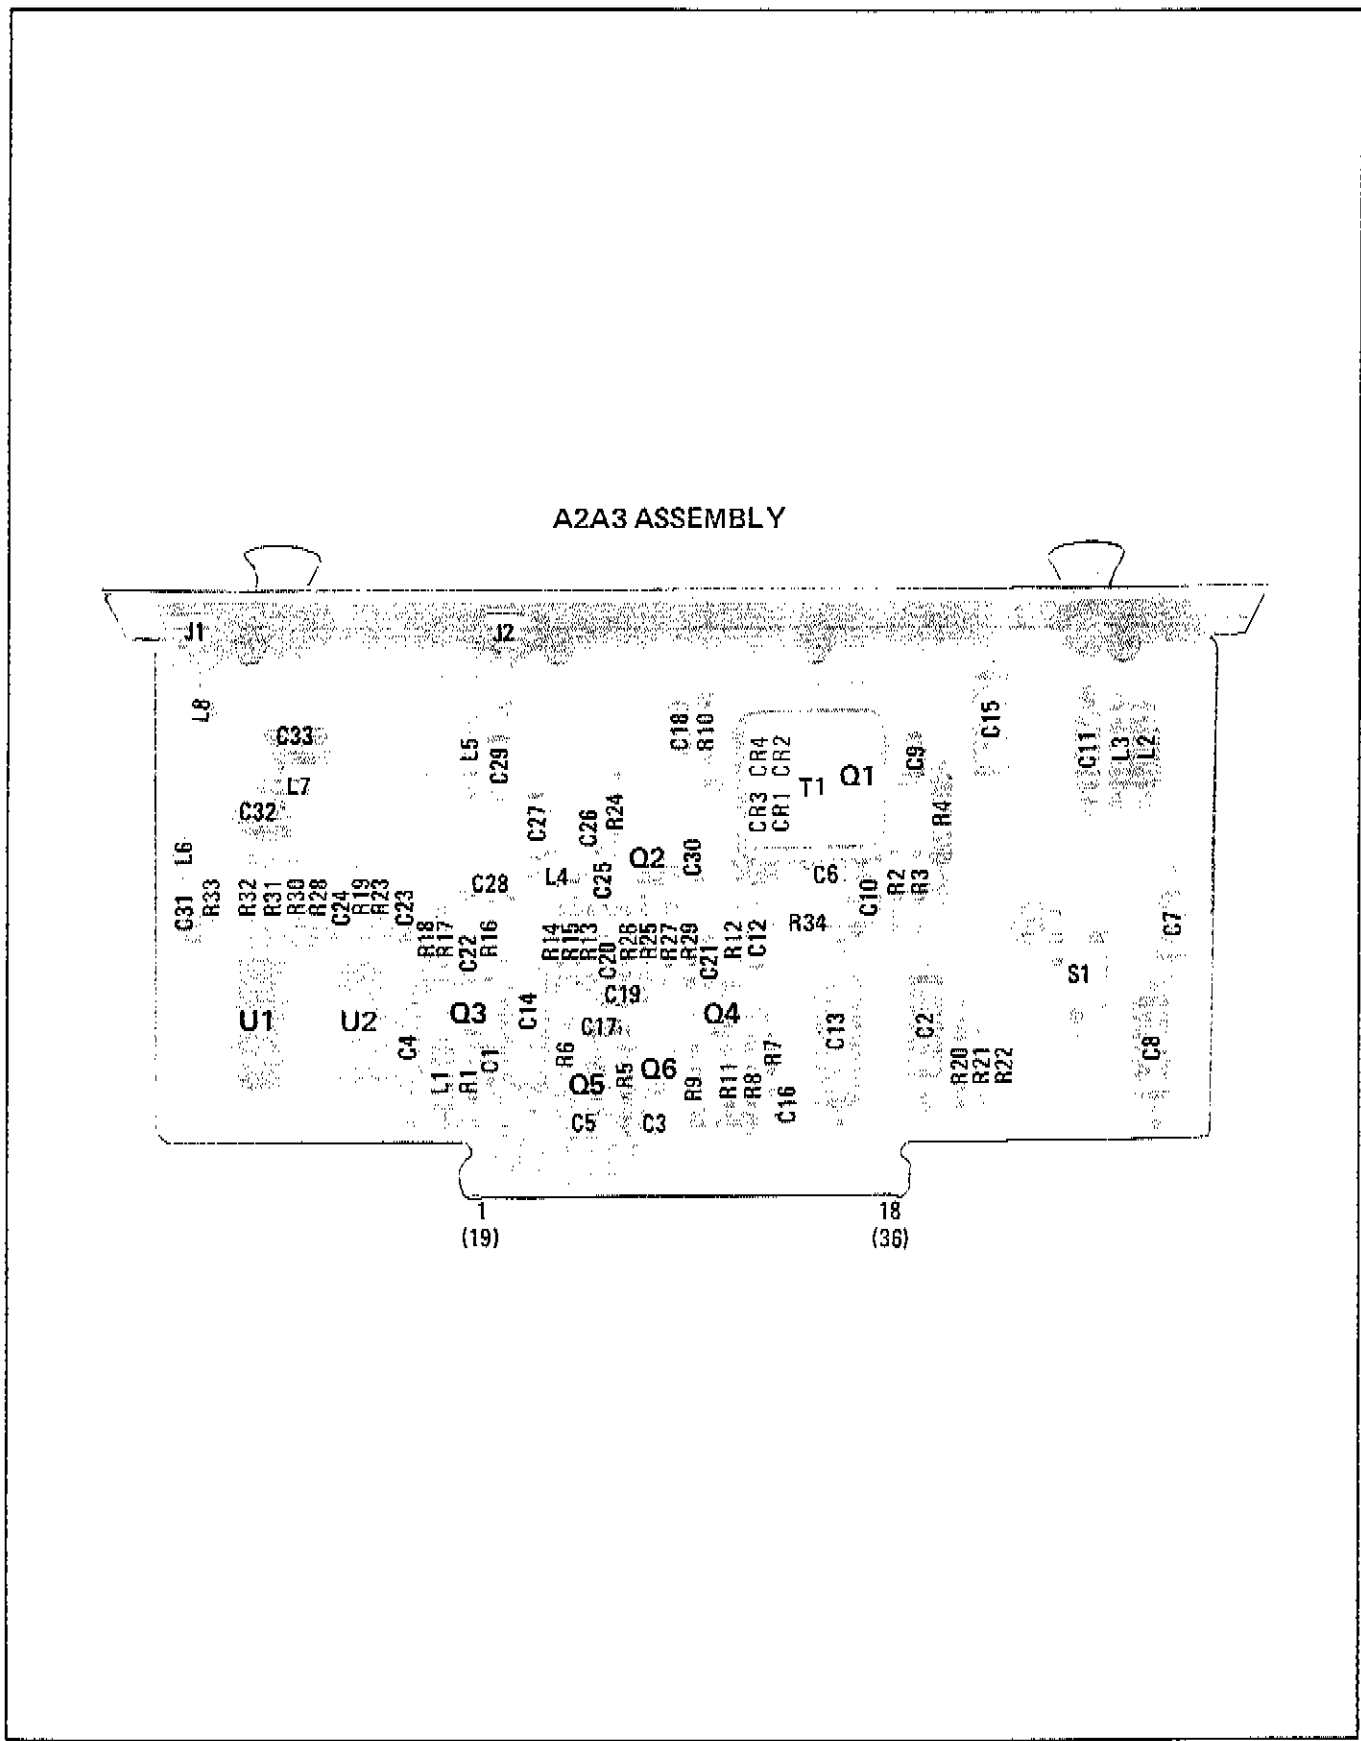 A2A3 ASSEMBLY
J1 J2
L8 C33 L5 C29 C18 R10 CR4 CR2 Q1 C9 C15 C11 L3 L2
L7 T1
C32 C27 C26 R24 CR3 CR1 R4
L6 Q2 C30
C28 L4 C25 C6
C31 R33 R32 R31 R30 R28 C24 R19 R23 C23 C10 R2 R3
R34 C7
R18 R17 C22 R16 R14 R15 R13 C20 R26 R25 R27 R29 C21 R12 C12
S1
C19
U1 U2 Q3 C14 C17 Q4 C13 C2
C4 C1 R6 R7 C8
L1 R1 Q5 R5 Q6 R9 R11 R8 R20 R21 R22
C16
C5 C3
1 18
(19) (36)